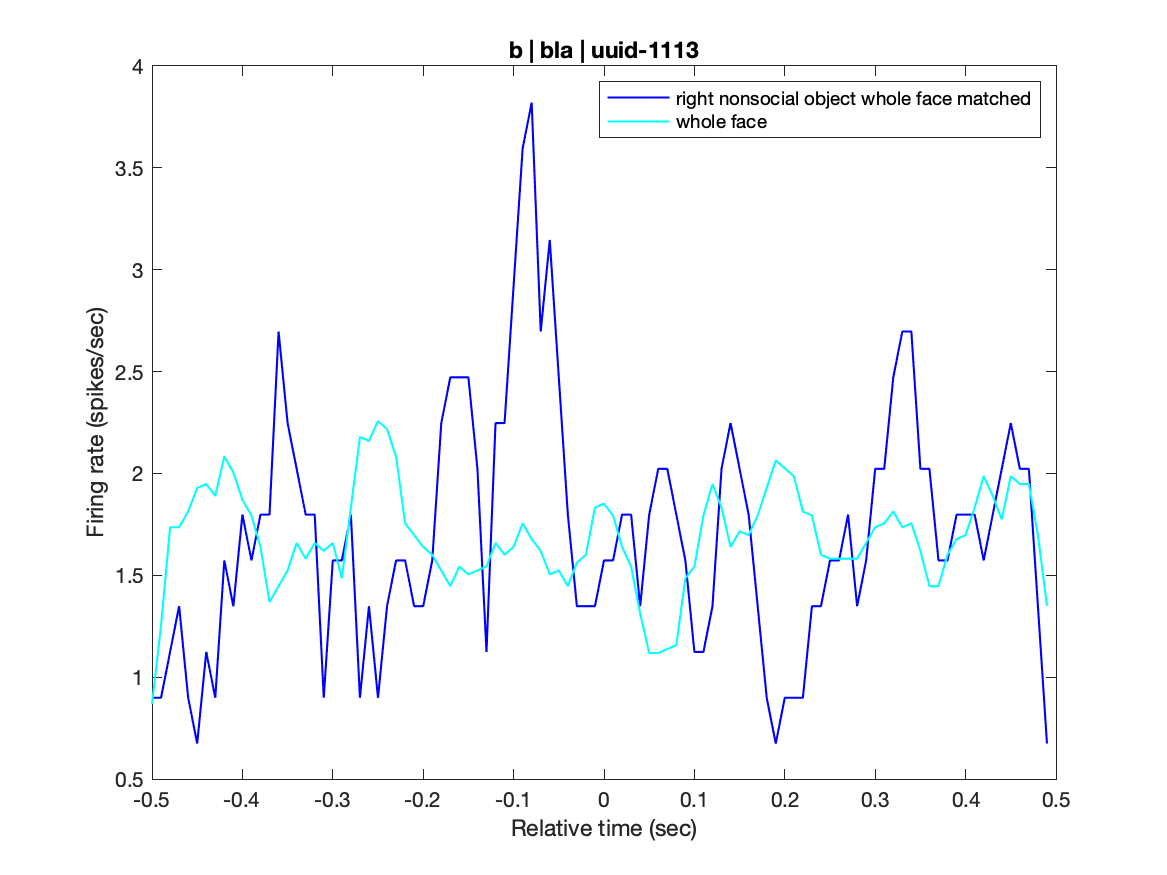 b | bla | uuid-1113
right nonsocial object whole face matched
whole face
Firing rate (spikes/sec)
4
3.5
3
2.5
2
1.5
1
0.5
-0.5 -0.4 -0.3 -0.2 -0.1 0 0.1 0.2 0.3 0.4 0.5
Relative time (sec)